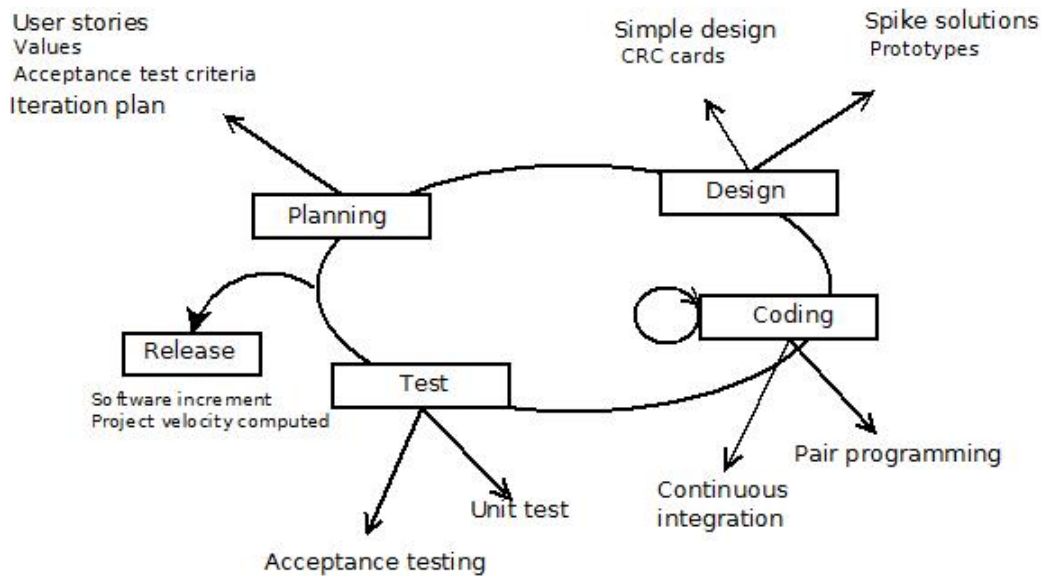 User stories
Values
Acceptance test criteria
Iteration plan
Simple design
CRC cards
Spike solutions
Prototypes
Planning
Design
Coding
Release
Software increment
Project velocity computed
Test
Pair programming
Continuous
integration
Unit test
Acceptance testing